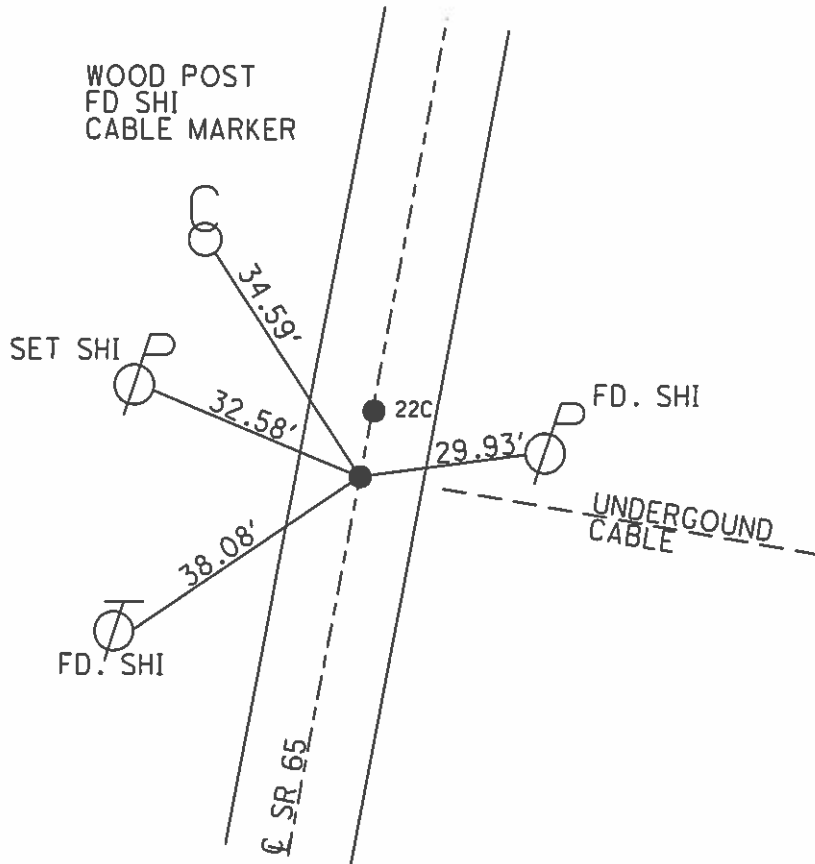 WOOD POST
FD SHI
CABLE MARKER
C
34.59'
SET SHI
P
32.58'
22C
P
FD. SHI
29.93'
UNDERGOUND
CABLE
38.08'
T
FD. SHI
℄ SR 65